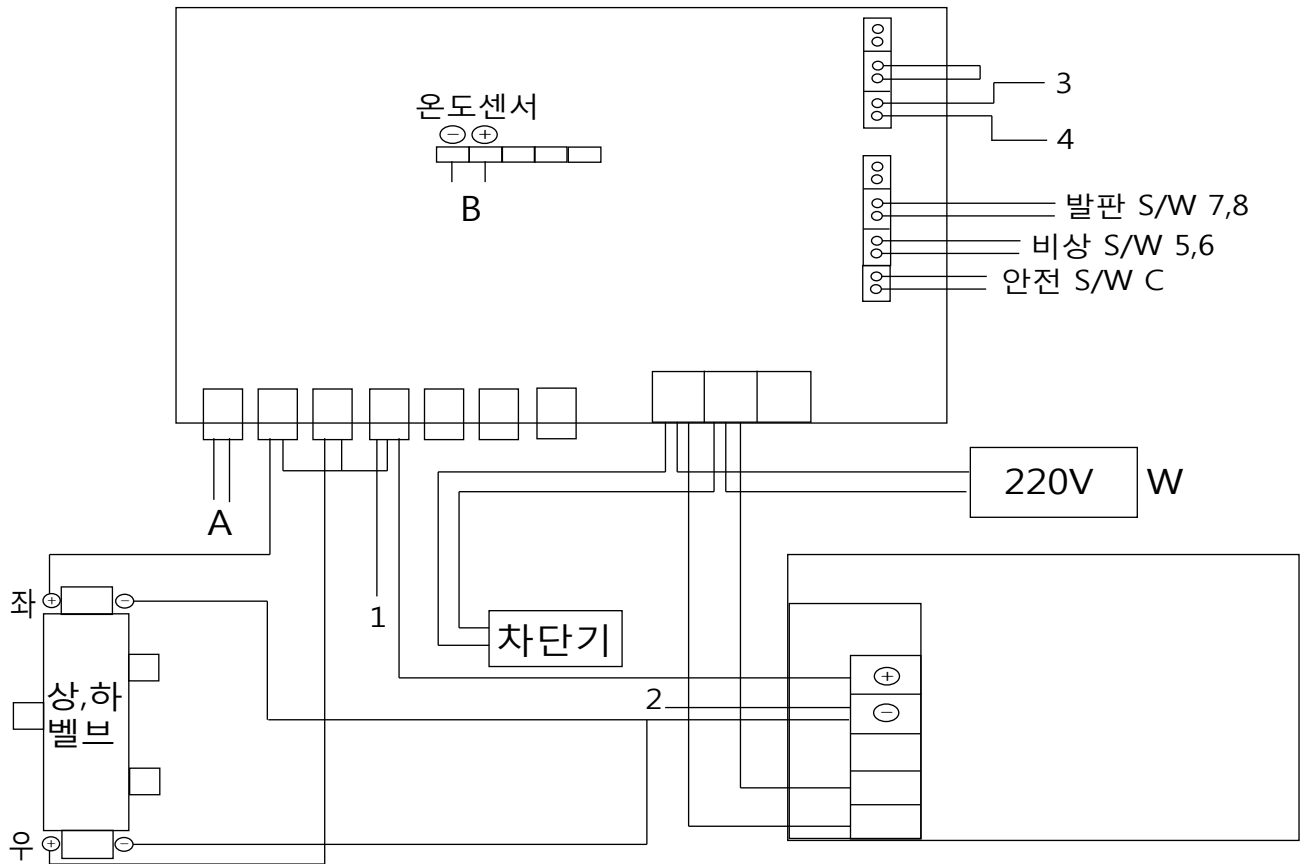 온도센서
⊖ ⊕
B
3
4
발판 S/W 7,8
비상 S/W 5,6
안전 S/W C
A
220V W
좌 ⊕ ⊖
1
차단기
상,하
벨브
⊕
2
⊖
우 ⊕ ⊖